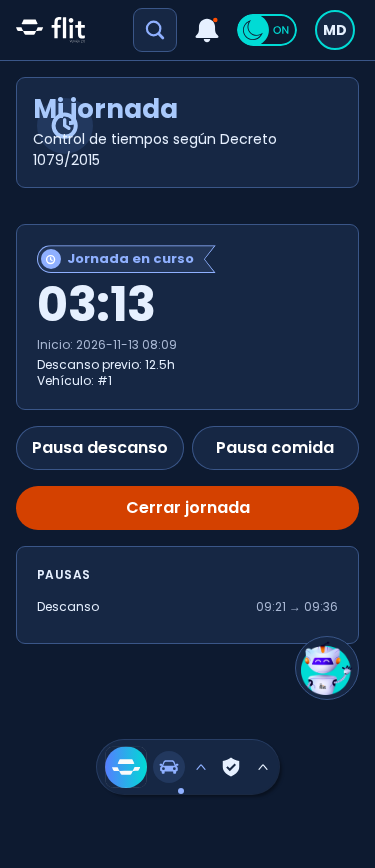 flit
ON
MD
Mi jornada
Control de tiempos según Decreto
1079/2015
Jornada en curso
03:13
Inicio: 2026-11-13 08:09
Descanso previo: 12.5h
Vehículo: #1
Pausa descanso
Pausa comida
Cerrar jornada
PAUSAS
Descanso
09:21 → 09:36